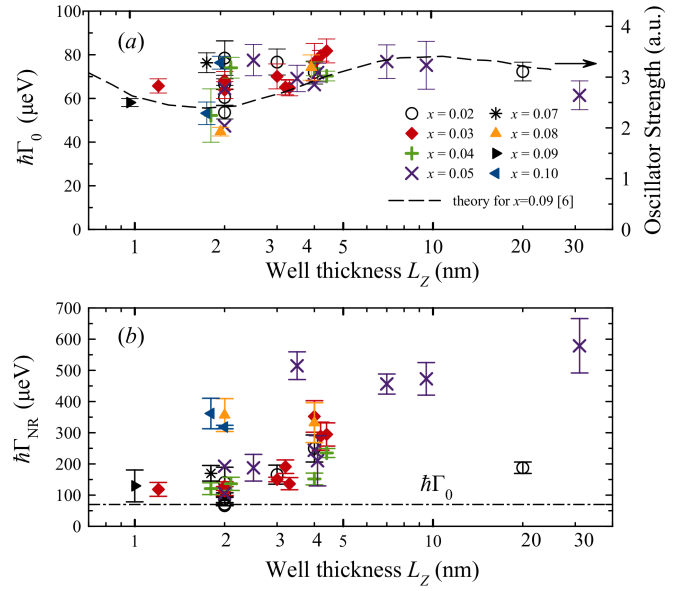 (a)
100
80
60
40
20
0
ħΓ0 (μeV)
4
3
2
1
0
Oscillator Strength (a.u.)
x = 0.02
x = 0.03
x = 0.04
x = 0.05
x = 0.07
x = 0.08
x = 0.09
x = 0.10
theory for x=0.09 [6]
1 2 3 4 5 10 20 30
Well thickness LZ (nm)
(b)
700
600
500
400
300
200
100
0
ħΓNR (μeV)
ħΓ0
1 2 3 4 5 10 20 30
Well thickness LZ (nm)